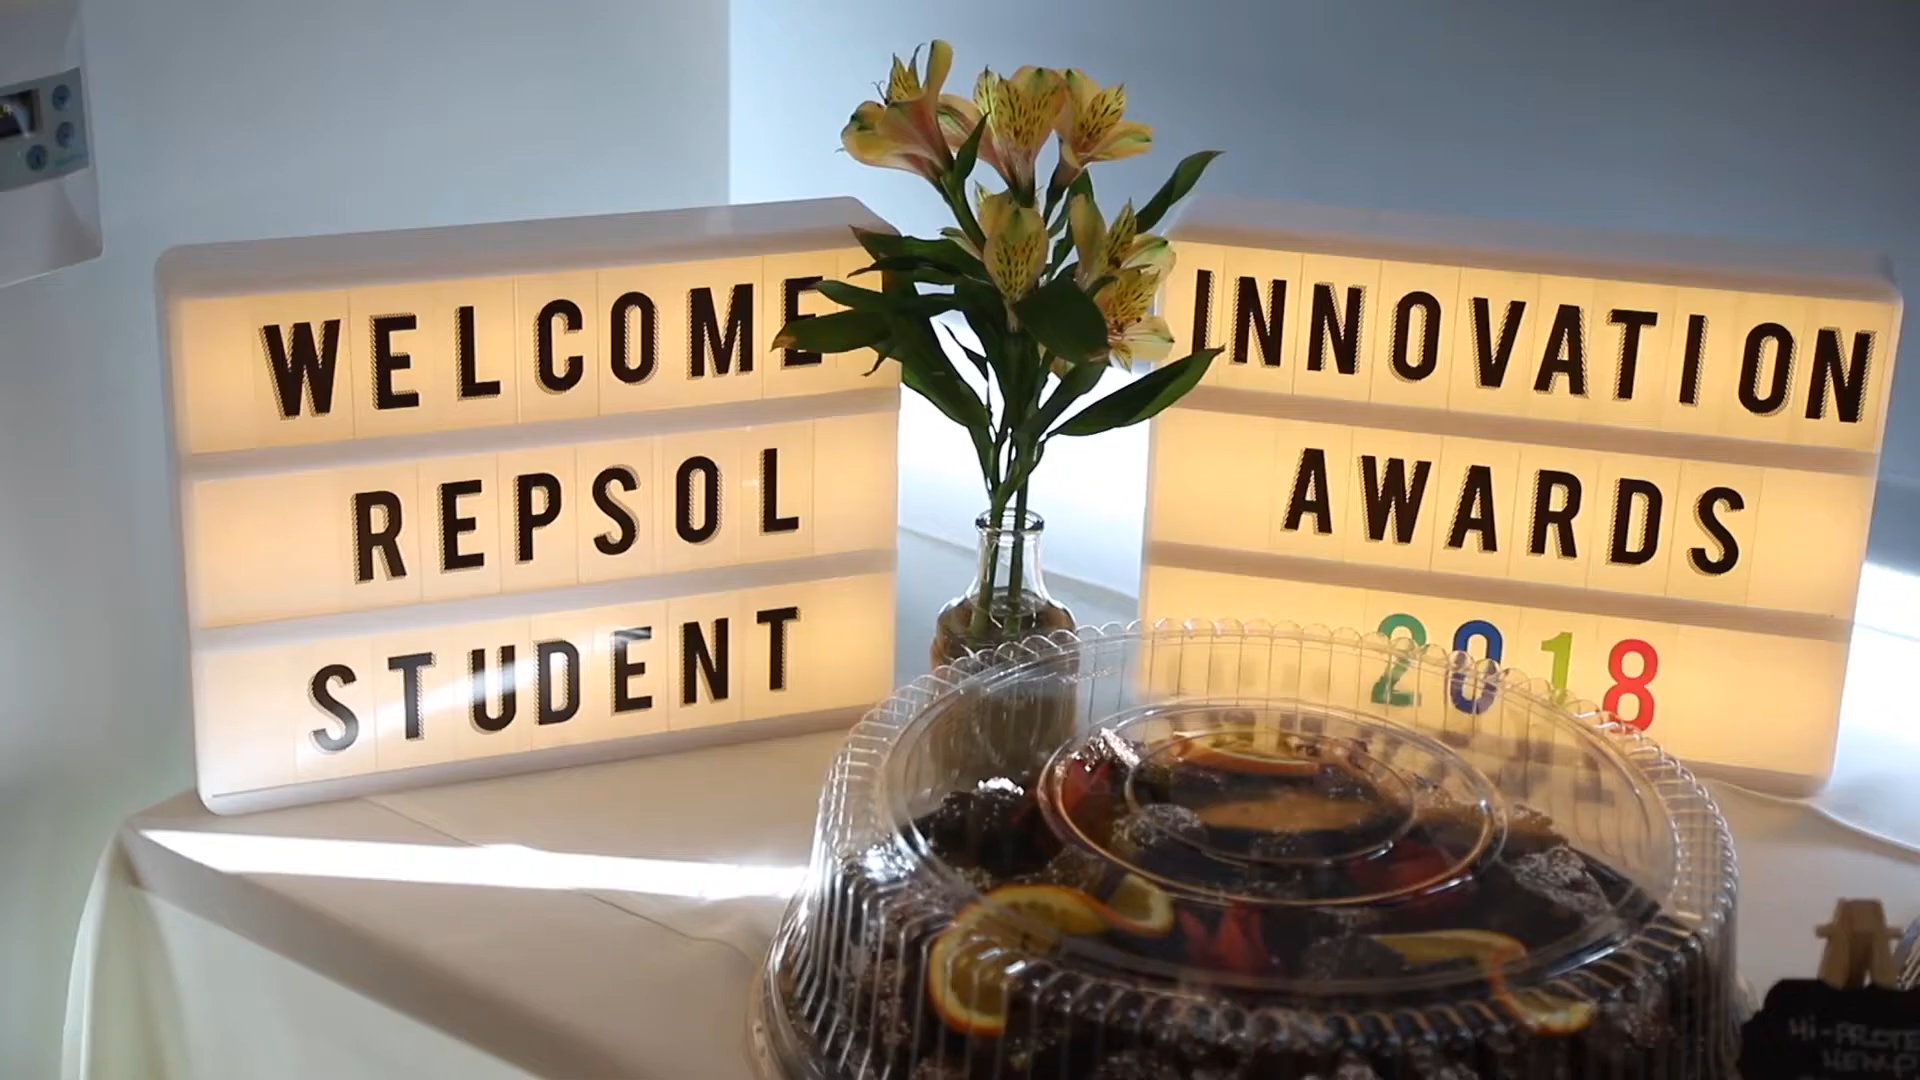 WELCOME
REPSOL
STUDENT
INNOVATION
AWARDS
2018